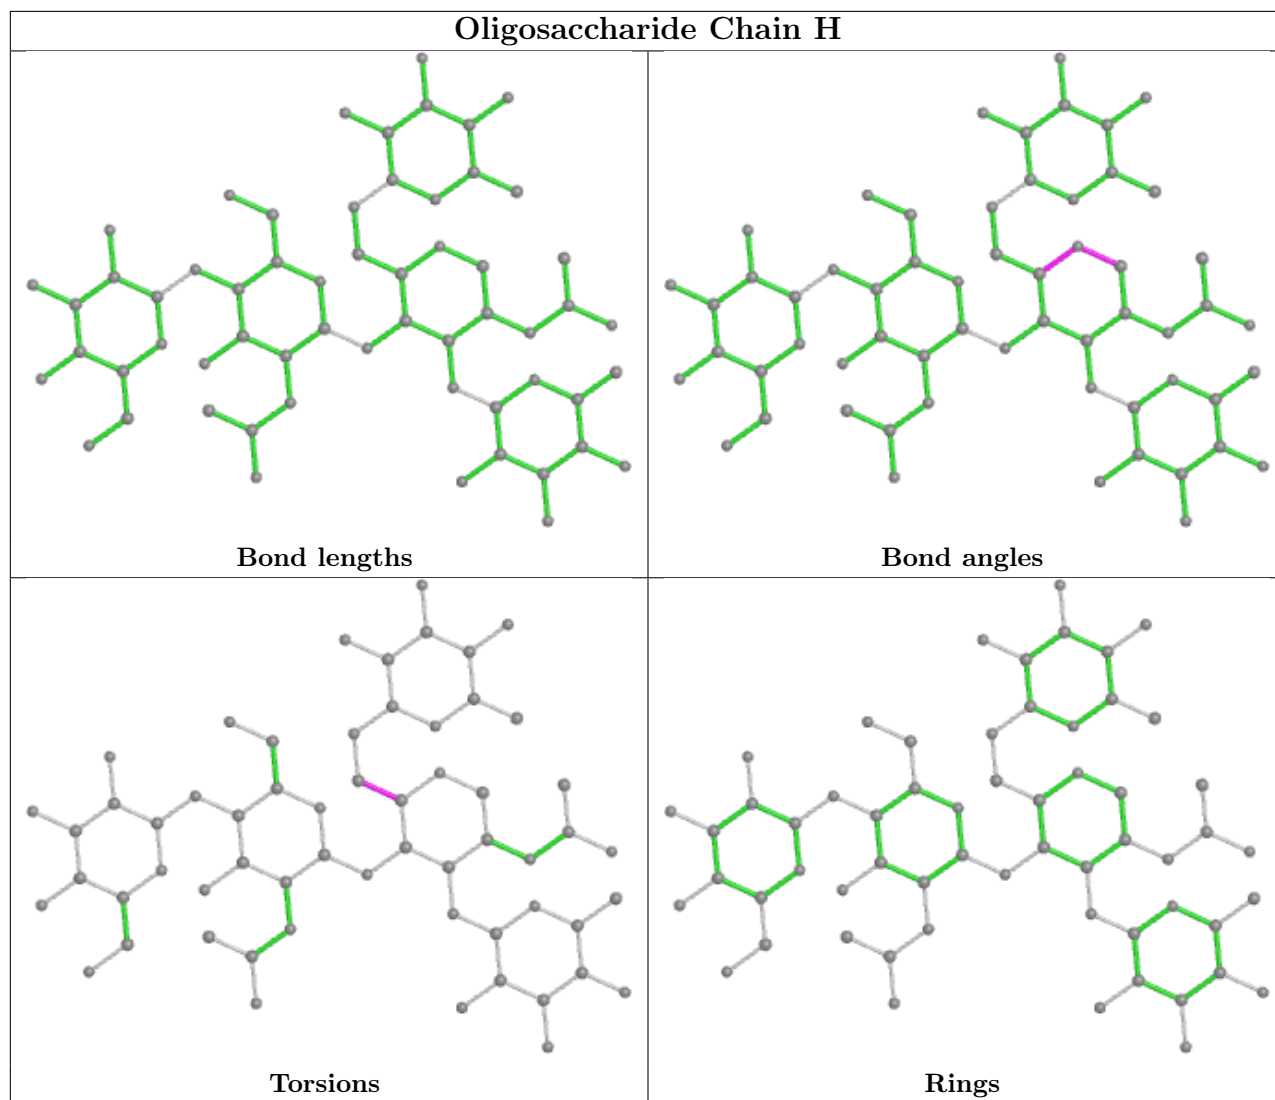 Oligosaccharide Chain H
Bond lengths
Bond angles
Torsions
Rings